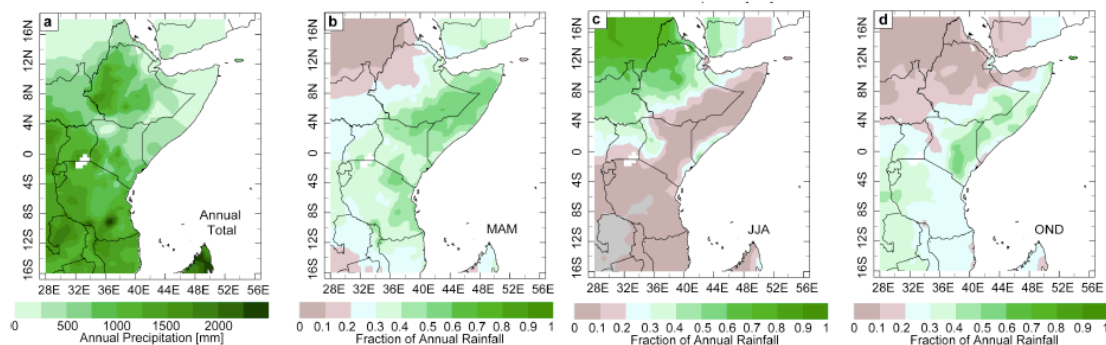 a
16N
12N
8N
4N
0
4S
8S
12S
16S
Annual
Total
28E 32E 36E 40E 44E 48E 52E 56E
0 500 1000 1500 2000
Annual Precipitation [mm]
b
16N
12N
8N
4N
0
4S
8S
12S
16S
MAM
28E 32E 36E 40E 44E 48E 52E 56E
0 0.1 0.2 0.3 0.4 0.5 0.6 0.7 0.8 0.9 1
Fraction of Annual Rainfall
c
16N
12N
8N
4N
0
4S
8S
12S
16S
JJA
28E 32E 36E 40E 44E 48E 52E 56E
0 0.1 0.2 0.3 0.4 0.5 0.6 0.7 0.8 0.9 1
Fraction of Annual Rainfall
d
16N
12N
8N
4N
0
4S
8S
12S
16S
OND
28E 32E 36E 40E 44E 48E 52E 56E
0 0.1 0.2 0.3 0.4 0.5 0.6 0.7 0.8 0.9 1
Fraction of Annual Rainfall